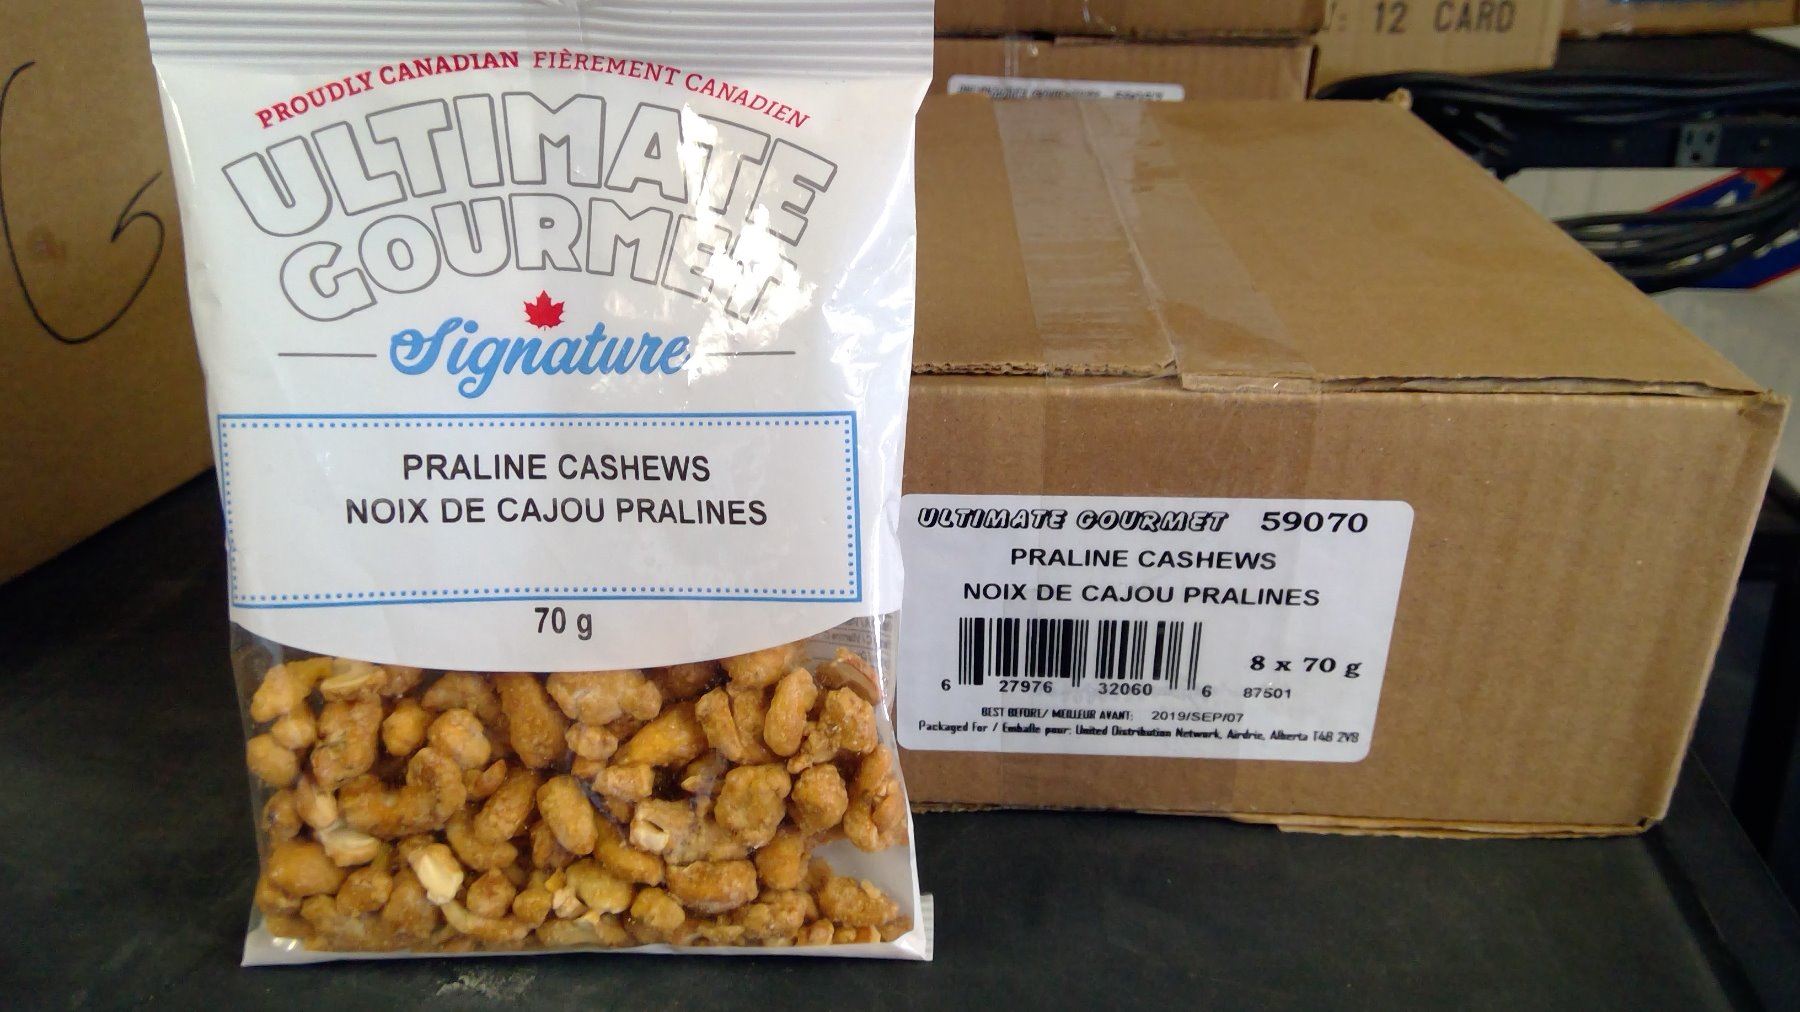 PROUDLY CANADIAN FIÈREMENT CANADIEN
ULTIMATE
GOURMET
Signature
PRALINE CASHEWS
NOIX DE CAJOU PRALINES
70 g
12 CARD
ULTIMATE GOURMET 59070
PRALINE CASHEWS
NOIX DE CAJOU PRALINES
8 x 70 g
6 27976 32060 6 87501
BEST BEFORE/ MEILLEUR AVANT: 2019/SEP/07
Packaged for / Emballe pour: United Distribution Network, Airdrie, Alberta T4B 2V8